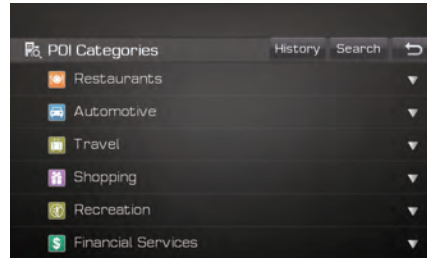 POI Categories History Search
Restaurants
Automotive
Travel
Shopping
Recreation
$ Financial Services